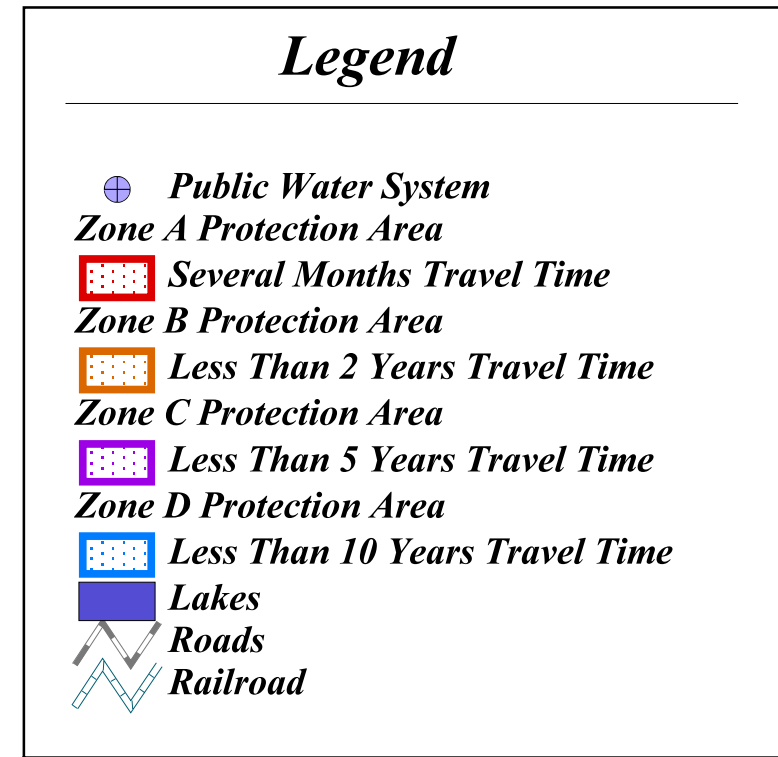 Legend
Public Water System
Zone A Protection Area
Several Months Travel Time
Zone B Protection Area
Less Than 2 Years Travel Time
Zone C Protection Area
Less Than 5 Years Travel Time
Zone D Protection Area
Less Than 10 Years Travel Time
Lakes
Roads
Railroad